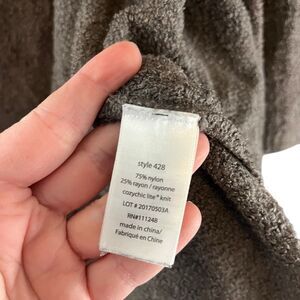 style 428
75% nylon
25% rayon / rayonne
cozychic lite® knit
LOT # 20170503A
RN#111248
made in china/
Fabriqué en Chine